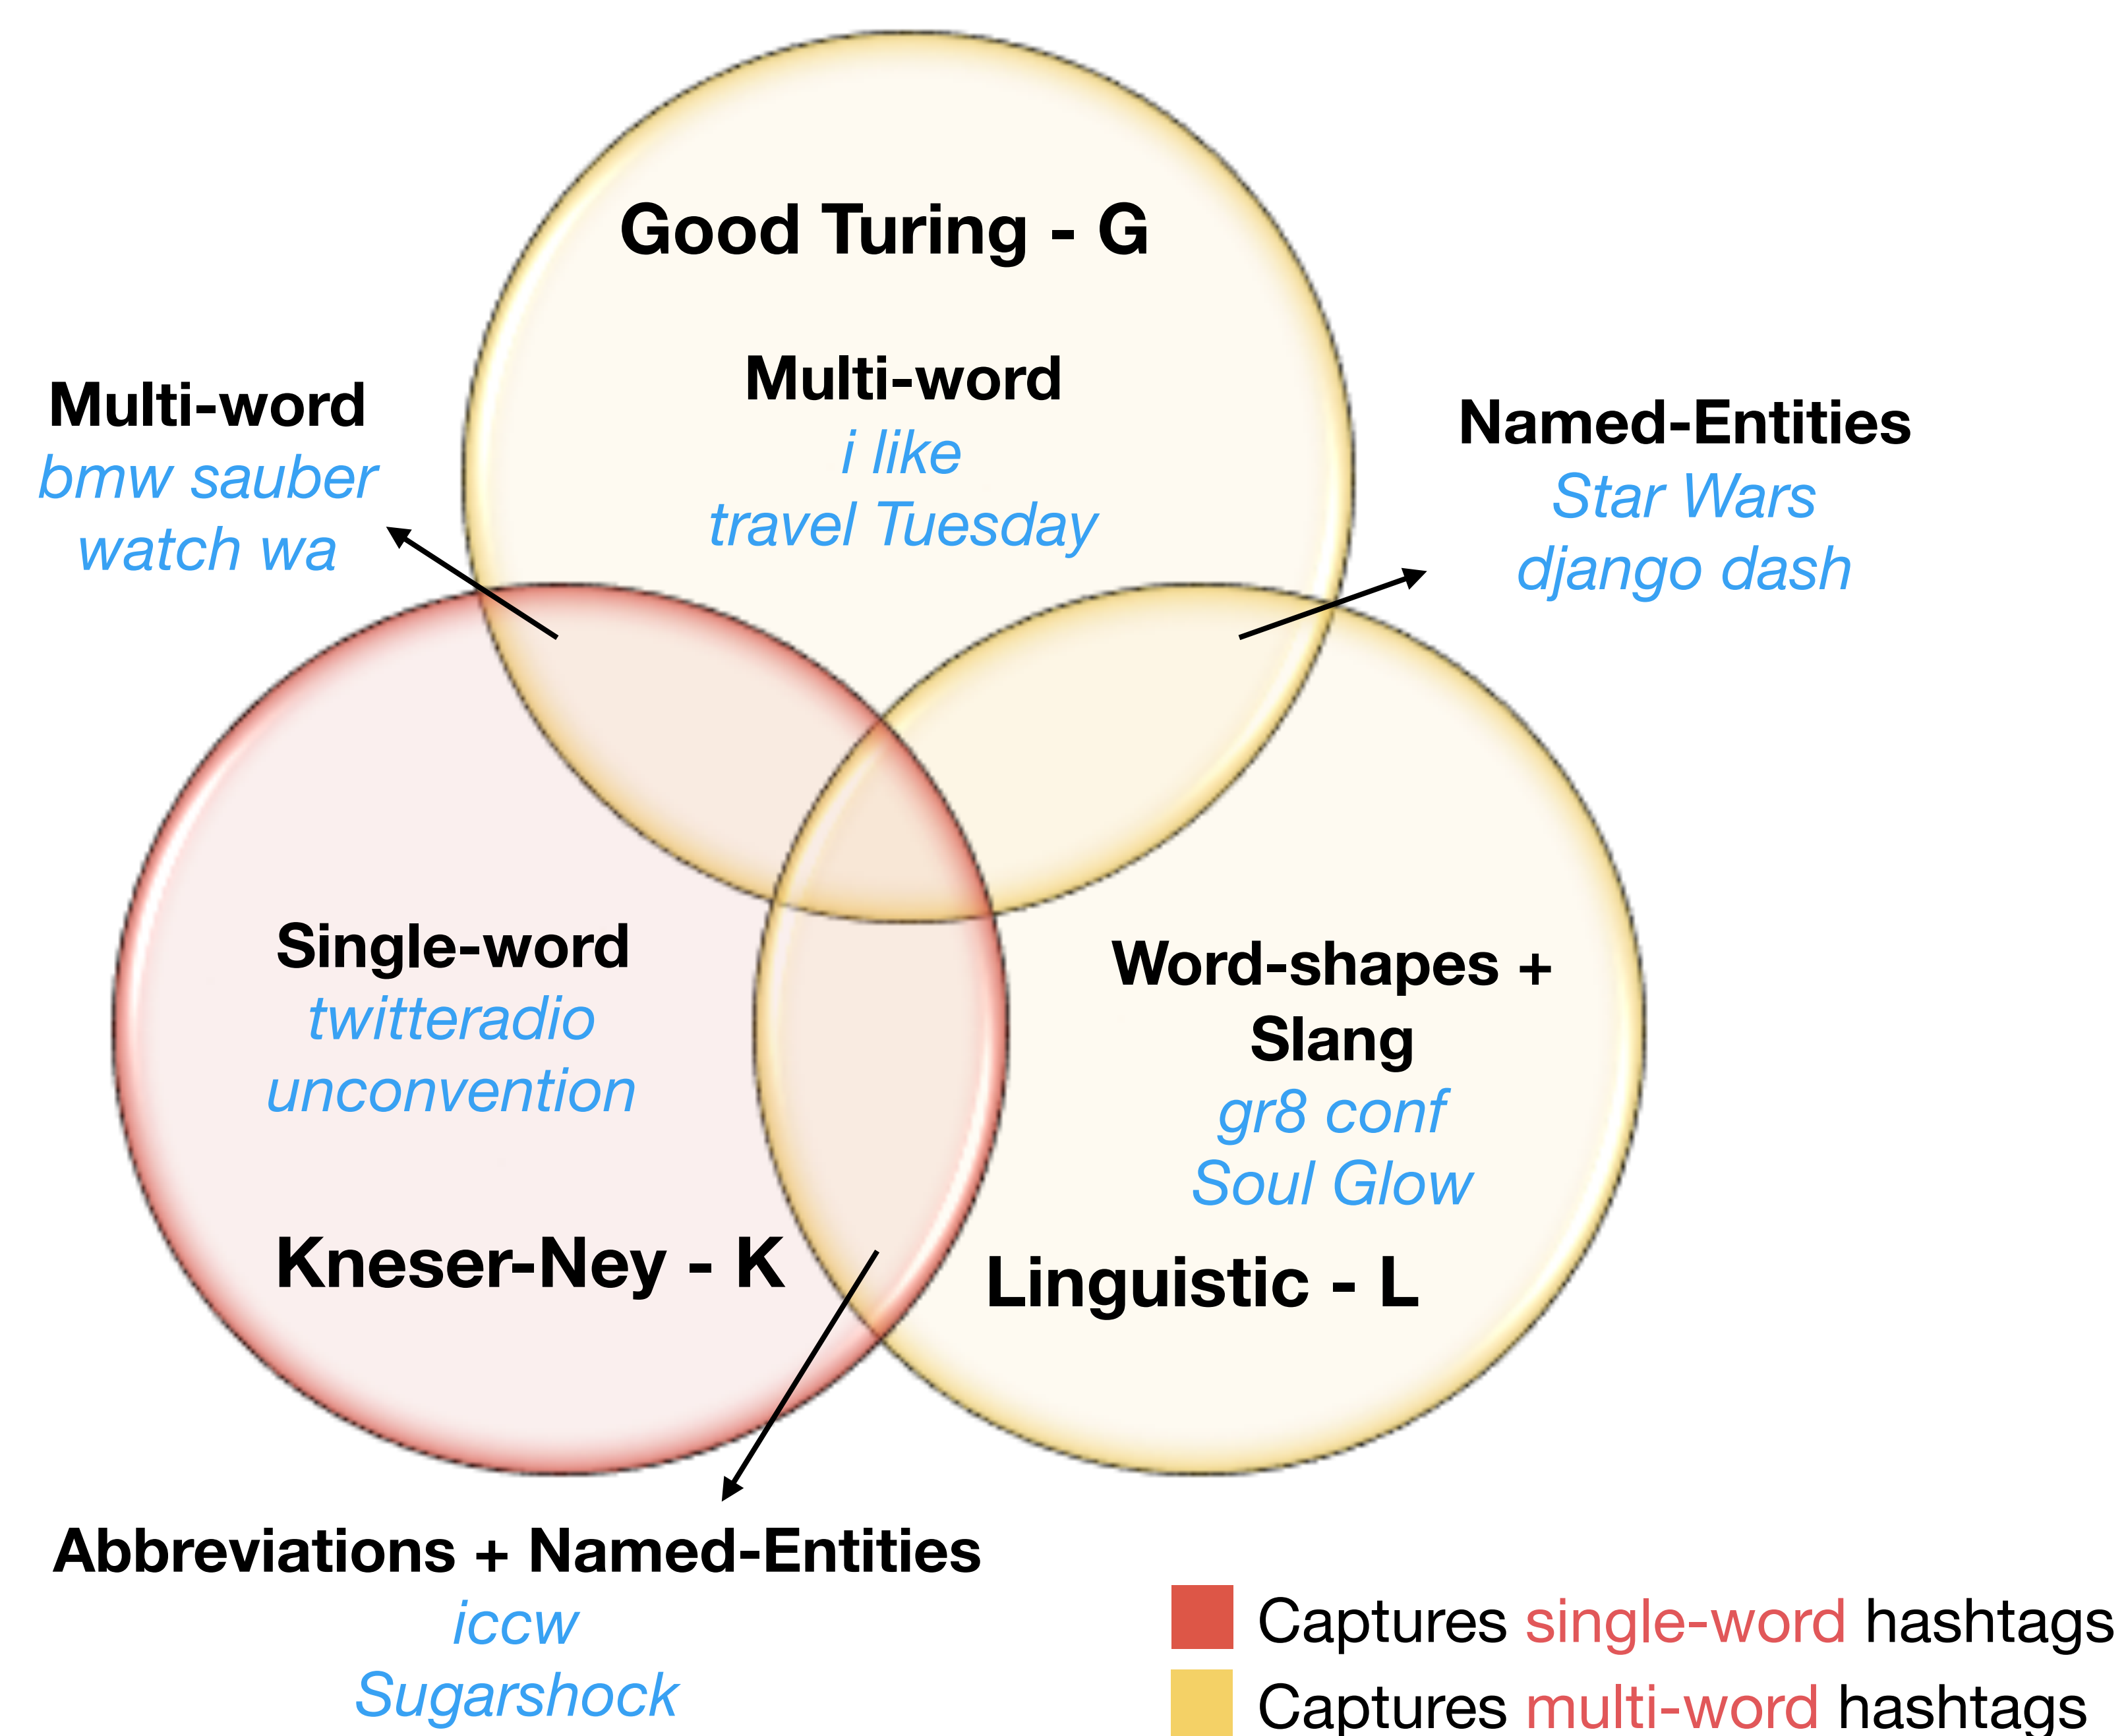 Good Turing - G
Multi-word
i like
travel Tuesday
Multi-word
bmw sauber
watch wa
Named-Entities
Star Wars
django dash
Single-word
twitteradio
unconvention
Kneser-Ney - K
Word-shapes +
Slang
gr8 conf
Soul Glow
Linguistic - L
Abbreviations + Named-Entities
iccw
Sugarshock
Captures single-word hashtags
Captures multi-word hashtags